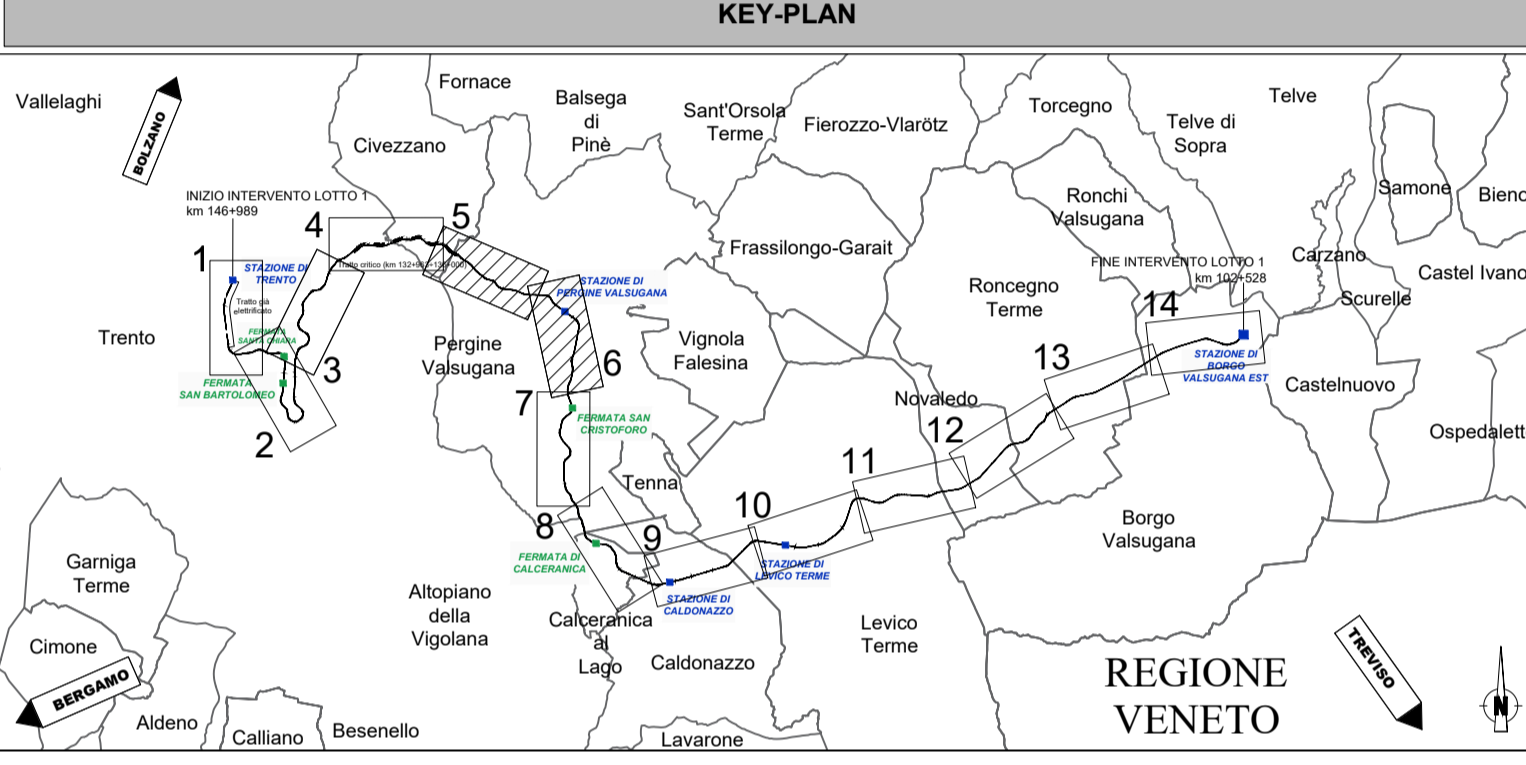 KEY-PLAN
Vallelaghi
BOLZANO
Fornace
Civezzano
Balsega
di
Pinè
Sant'Orsola
Terme
Fierozzo-Vlarötz
Torcegno
Telve di
Sopra
Telve
Samone
Bieno
INIZIO INTERVENTO LOTTO 1
km 146+989
4
5
1
STAZIONE DI
TRENTO
Tratto già
elettrificato
Trento
FERMATA
SANTA CHIARA
FERMATA
SAN BARTOLOMEO
3
2
STAZIONE DI
PERGINE VALSUGANA
Frassilongo-Garait
Ronchi
Valsugana
FINE INTERVENTO LOTTO 1
km 102+528
Carzano
Castel Ivano
Scurelle
Roncegno
Terme
14
Pergine
Valsugana
Vignola
Falesina
6
13
STAZIONE DI
BORGO
VALSUGANA EST
Castelnuovo
7
FERMATA SAN
CRISTOFORO
Novaledo
12
Ospedalett
11
Tenna
10
8
9
FERMATA DI
CALCERANICA
STAZIONE DI
LEVICO TERME
STAZIONE DI
CALDONAZZO
Borgo
Valsugana
Garniga
Terme
Altopiano
della
Vigolana
Calceranica
al
Lago
Caldonazzo
Levico
Terme
Cimone
BERGAMO
Aldeno
Calliano
Besenello
Lavarone
REGIONE
VENETO
TREVISO
N